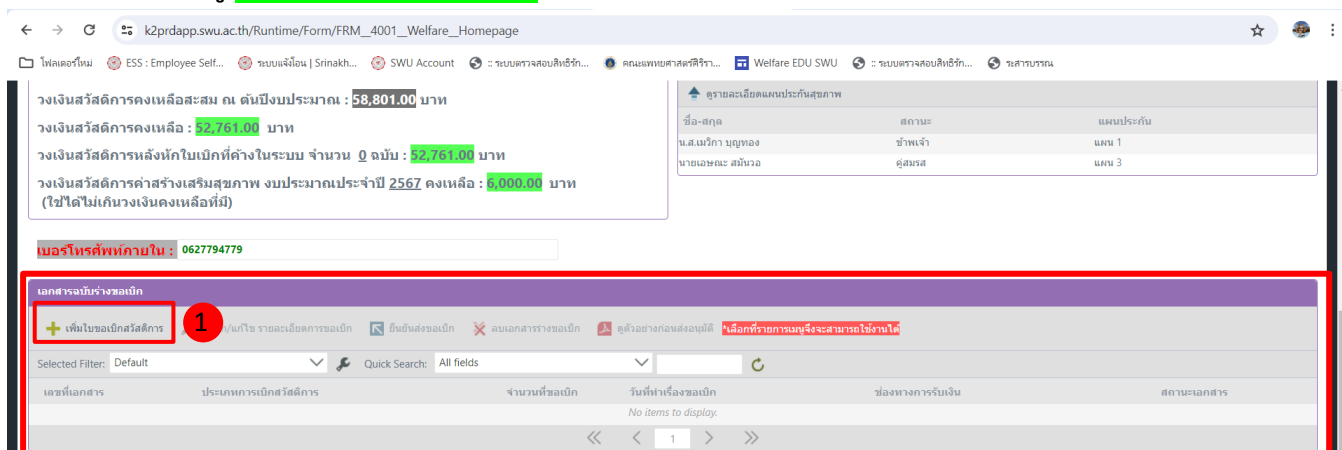 k2prdapp.swu.ac.th/Runtime/Form/FRM__4001__Welfare__Homepage
โฟลเดอร์ใหม่ ESS : Employee Self... ระบบแจ้งโอน | Srinakh... SWU Account :: ระบบตรวจสอบสิทธิ์รัก... คณะแพทยศาสตร์ศิริรา... Welfare EDU SWU :: ระบบตรวจสอบสิทธิ์รัก... ระสารบรรณ
วงเงินสวัสดิการคงเหลือสะสม ณ ต้นปีงบประมาณ : 58,801.00 บาท
วงเงินสวัสดิการคงเหลือ : 52,761.00 บาท
วงเงินสวัสดิการหลังหักใบเบิกที่ค้างในระบบ จำนวน 0 ฉบับ : 52,761.00 บาท
วงเงินสวัสดิการค่าสร้างเสริมสุขภาพ งบประมาณประจำปี 2567 คงเหลือ : 6,000.00 บาท
(ใช้ได้ไม่เกินวงเงินคงเหลือที่มี)
ดูรายละเอียดแผนประกันสุขภาพ
ชื่อ-สกุล สถานะ แผนประกัน
น.ส.เมวิกา บุญทอง ข้าพเจ้า แผน 1
นายเอษณะ สมันวอ คู่สมรส แผน 3
เบอร์โทรศัพท์ภายใน : 0627794779
เอกสารฉบับร่างขอเบิก
เพิ่มใบขอเบิกสวัสดิการ 1 /แก้ไข รายละเอียดการขอเบิก ยืนยันส่งขอเบิก ลบเอกสารร่างขอเบิก ดูตัวอย่างก่อนส่งอนุมัติ *เลือกที่รายการเมนูจึงจะสามารถใช้งานได้
Selected Filter: Default Quick Search: All fields
เลขที่เอกสาร ประเภทการเบิกสวัสดิการ จำนวนที่ขอเบิก วันที่ทำเรื่องขอเบิก ช่องทางการรับเงิน สถานะเอกสาร
No items to display.
1